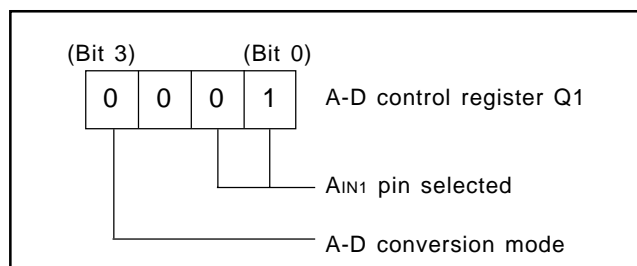 (Bit 3) (Bit 0)
0 0 0 1 A-D control register Q1
AIN1 pin selected
A-D conversion mode